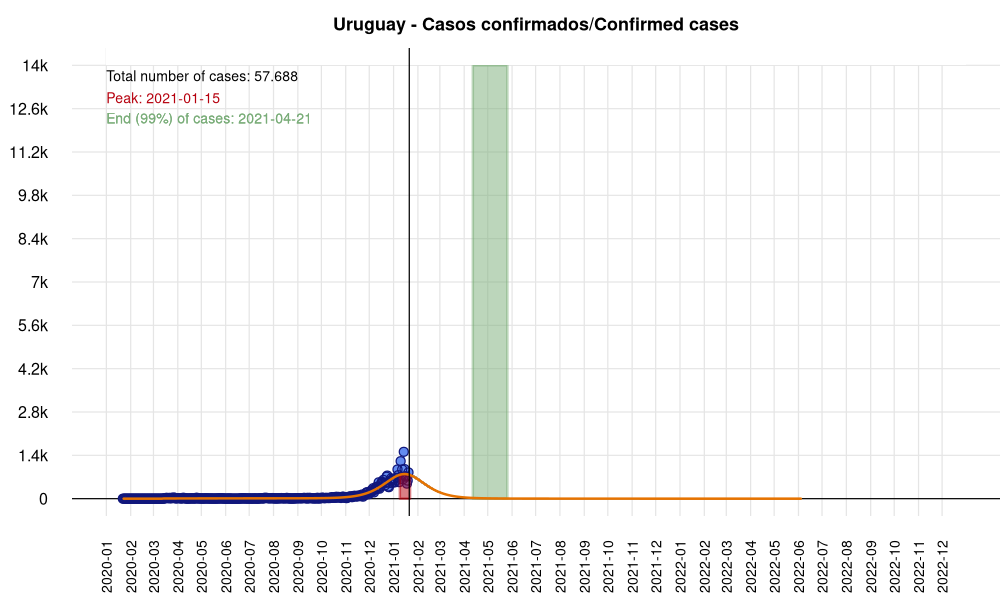 Uruguay - Casos confirmados/Confirmed cases
14k
12.6k
11.2k
9.8k
8.4k
7k
5.6k
4.2k
2.8k
1.4k
0
Total number of cases: 57.688
Peak: 2021-01-15
End (99%) of cases: 2021-04-21
2020-01
2020-02
2020-03
2020-04
2020-05
2020-06
2020-07
2020-08
2020-09
2020-10
2020-11
2020-12
2021-01
2021-02
2021-03
2021-04
2021-05
2021-06
2021-07
2021-08
2021-09
2021-10
2021-11
2021-12
2022-01
2022-02
2022-03
2022-04
2022-05
2022-06
2022-07
2022-08
2022-09
2022-10
2022-11
2022-12